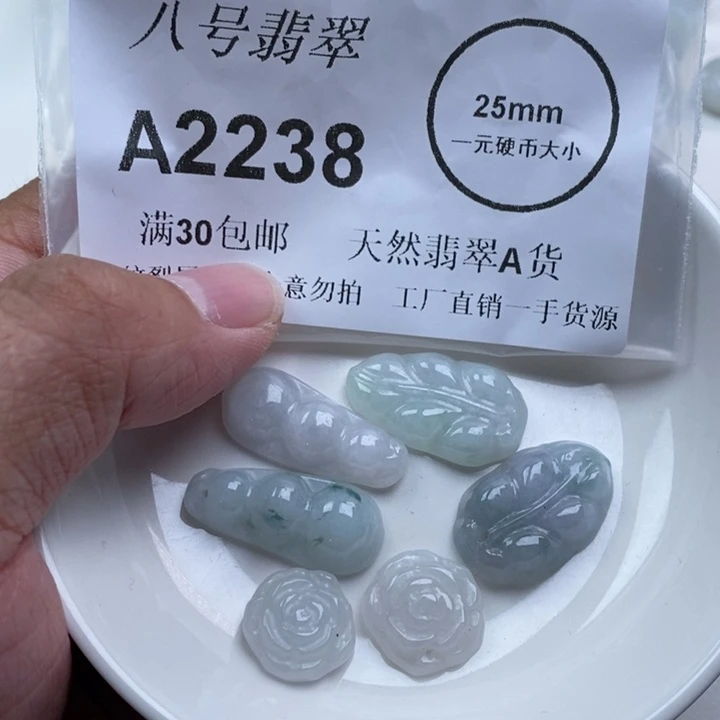 八号翡翠
A2238
25mm
一元硬币大小
满30包邮 天然翡翠A货
意勿拍 工厂直销一手货源